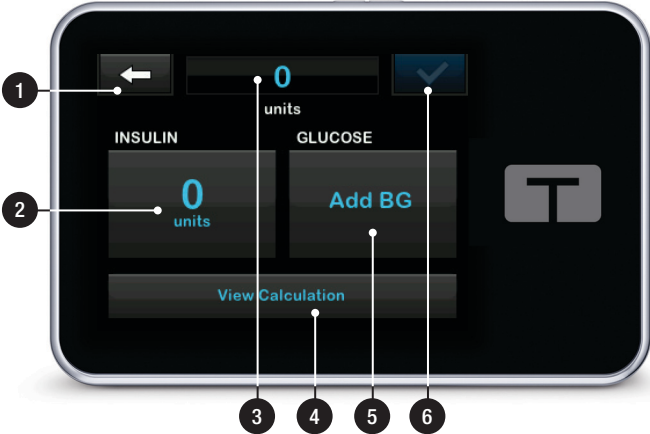 0
units
INSULIN
GLUCOSE
0
units
Add BG
View Calculation
1
2
3
4
5
6
T